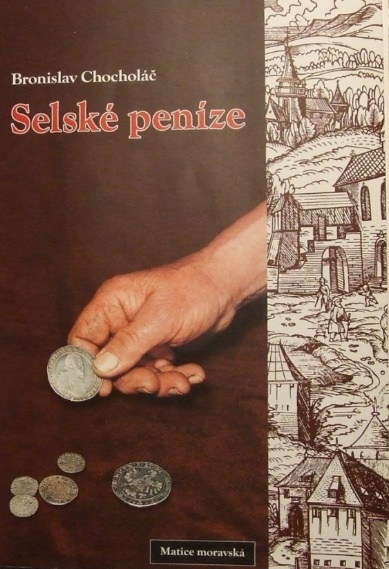 Bronislav Chocholáč
Selské peníze
Matice moravská